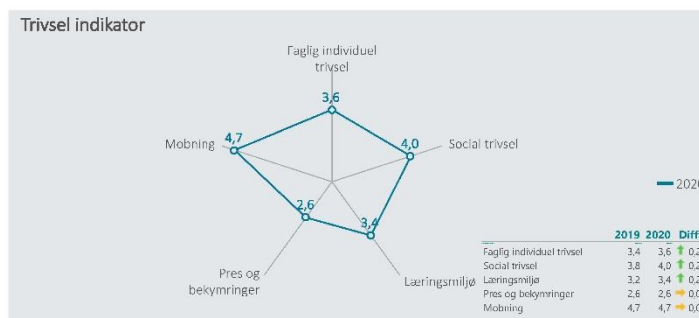 Trivsel indikator
Faglig individuel
trivsel
3,6
4,7
Mobning
4,0
Social trivsel
2,6
3,4
Pres og
bekymringer
Læringsmiljø
2019 2020 Diff
Faglig individuel trivsel 3,4 3,6
Social trivsel 3,8 4,0
Læringsmiljø 3,2 3,4
Pres og bekymringer 2,6 2,6
Mobning 4,7 4,7